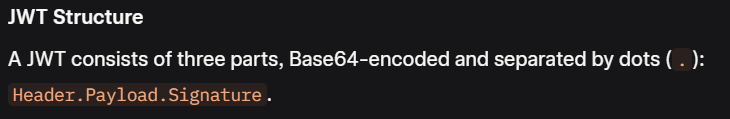 JWT Structure
A JWT consists of three parts, Base64-encoded and separated by dots (.):
Header.Payload.Signature.